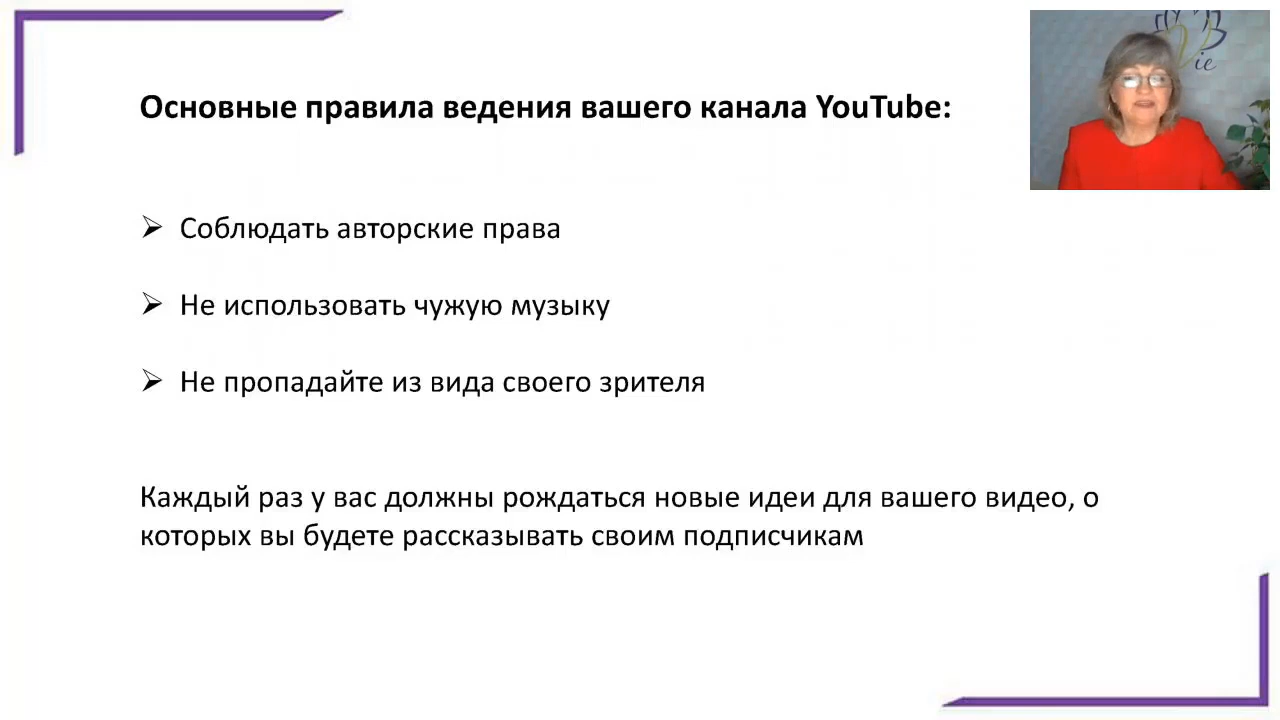 Основные правила ведения вашего канала YouTube:
Соблюдать авторские права
Не использовать чужую музыку
Не пропадайте из вида своего зрителя
Каждый раз у вас должны рождаться новые идеи для вашего видео, о
которых вы будете рассказывать своим подписчикам